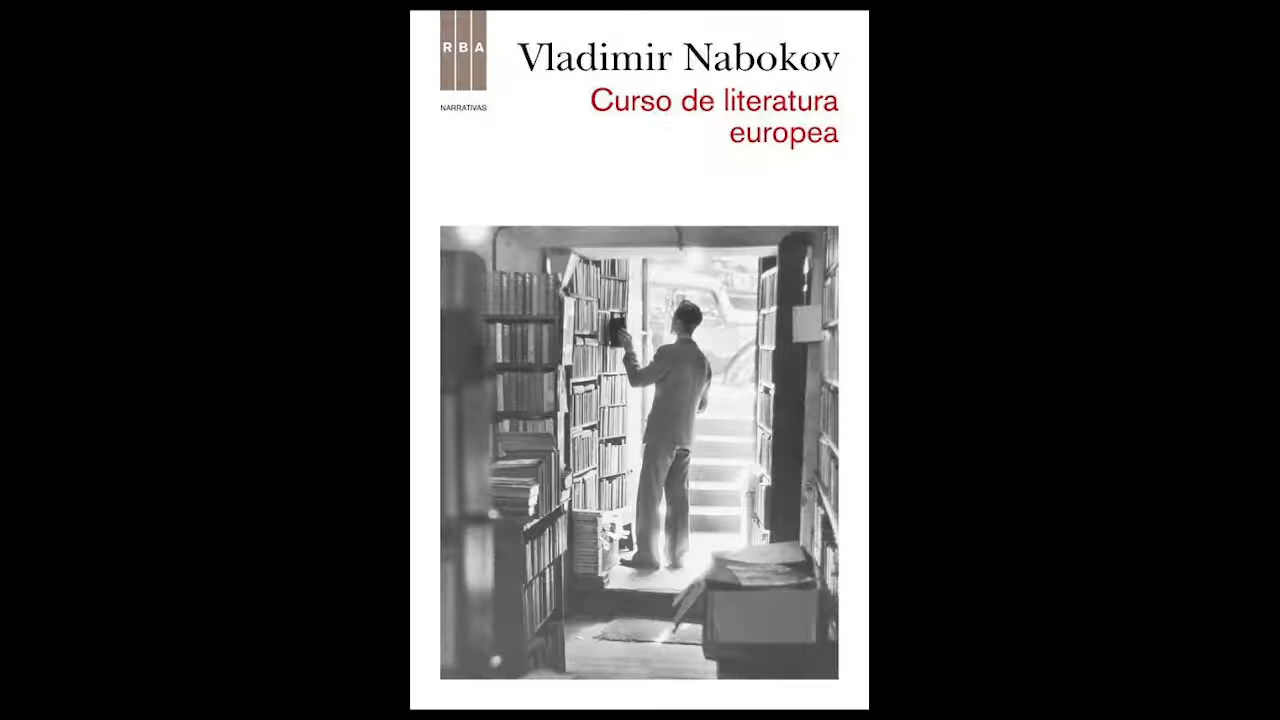 RBA
NARRATIVAS
Vladimir Nabokov
Curso de literatura
europea